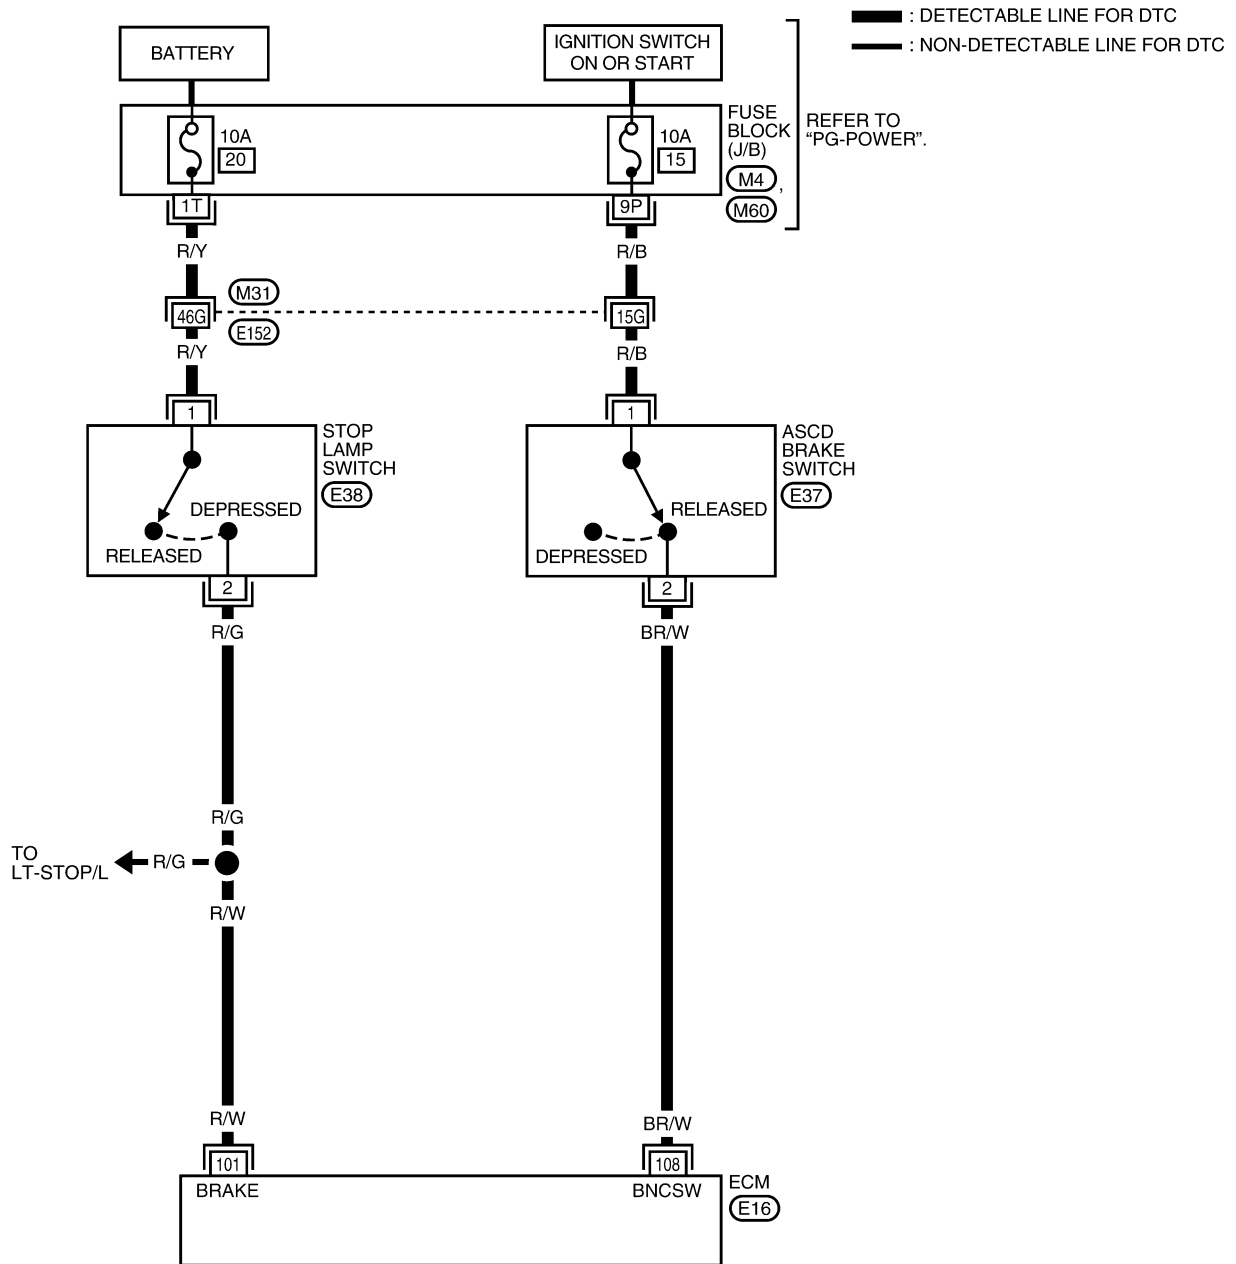 : DETECTABLE LINE FOR DTC
: NON-DETECTABLE LINE FOR DTC
BATTERY
IGNITION SWITCH
ON OR START
10A
20
10A
15
FUSE
BLOCK
(J/B)
M4 ,
M60
REFER TO
“PG-POWER”.
1T
9P
R/Y
R/B
M31
46G
15G
E152
R/Y
R/B
1
1
STOP
LAMP
SWITCH
E38
DEPRESSED
RELEASED
ASCD
BRAKE
SWITCH
E37
RELEASED
DEPRESSED
2
2
R/G
BR/W
R/G
TO
LT-STOP/L
R/G
R/W
R/W
BR/W
101
108
BRAKE
BNCSW
ECM
E16